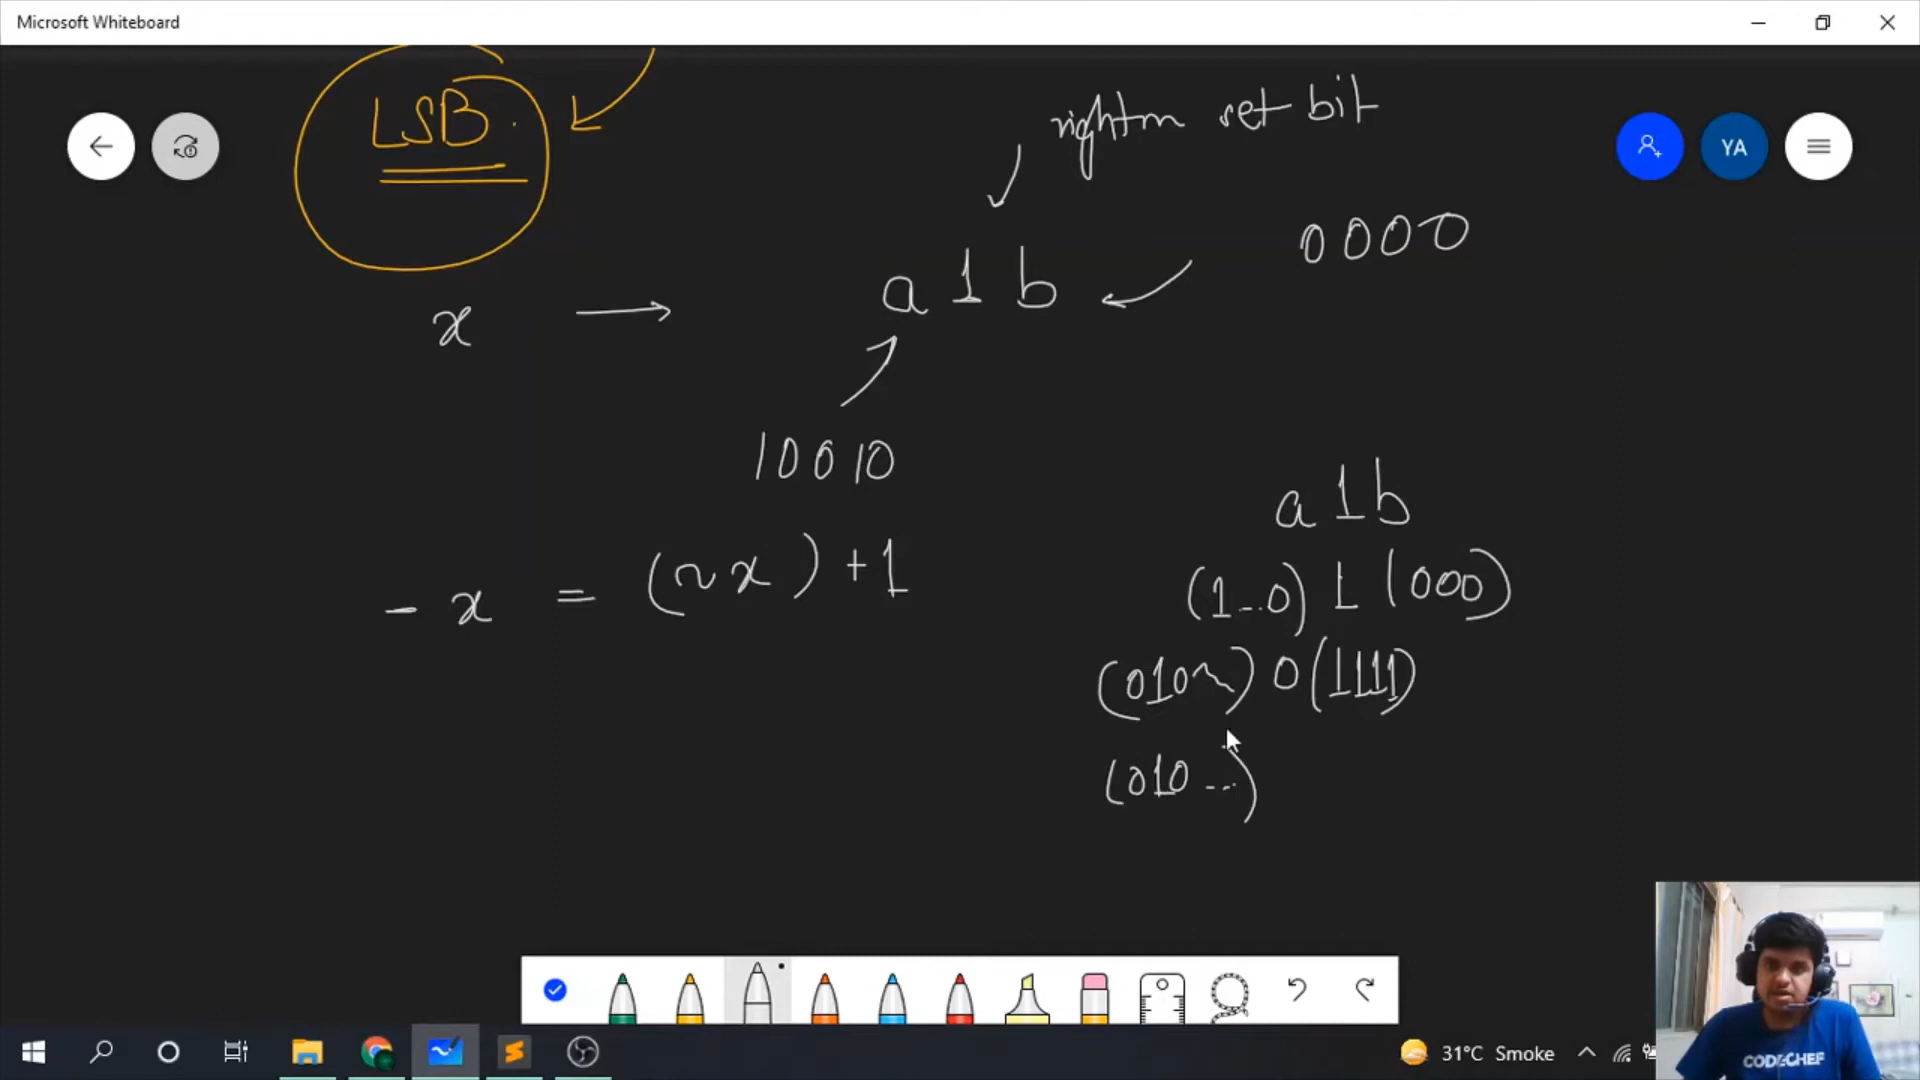 Microsoft Whiteboard
LSB
rightm set bit
YA
0000
x → a 1 b
10010
a 1 b
- x = (~x) + 1
(1...0) 1 (000)
(010~) 0 (1111)
(010...)
31°C Smoke
CODECHEF